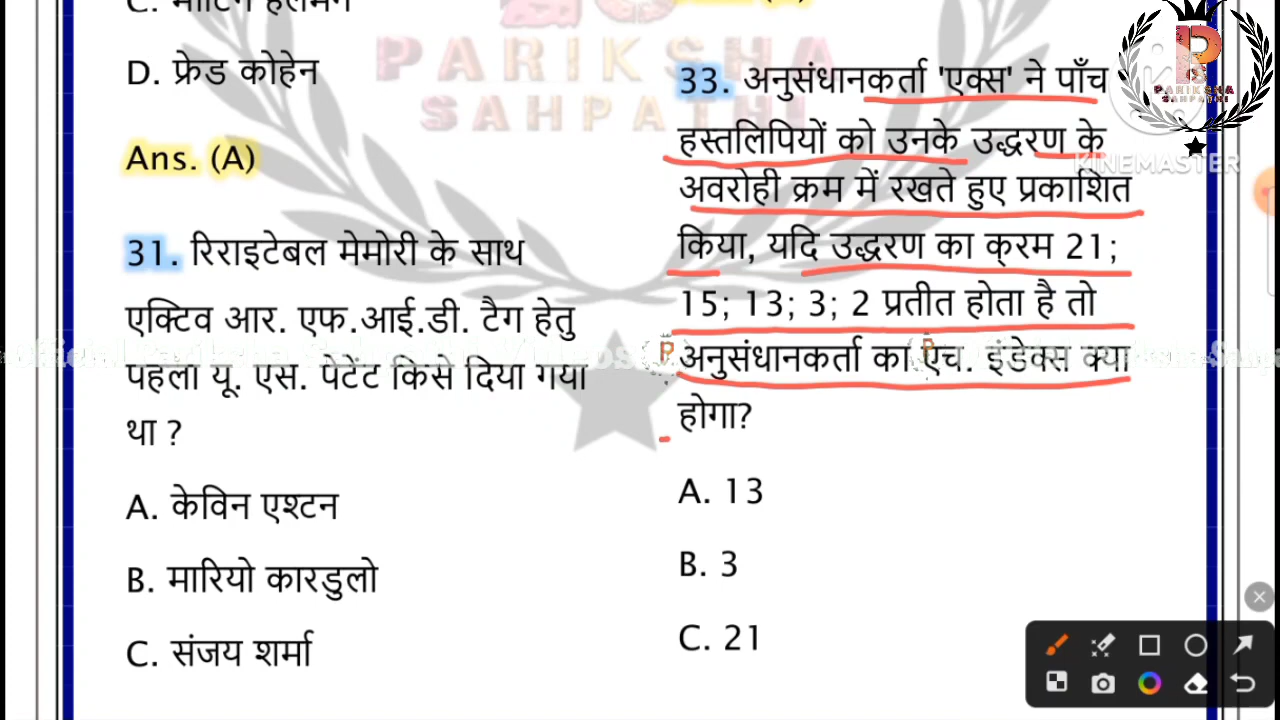 D. फ्रेड कोहेन
Ans. (A)
31. रिराइटेबल मेमोरी के साथ
एक्टिव आर. एफ.आई.डी. टैग हेतु
पहला यू. एस. पेटेंट किसे दिया गया
था ?
A. केविन एश्टन
B. मारियो कारडुलो
C. संजय शर्मा
33. अनुसंधानकर्ता 'एक्स' ने पाँच
हस्तलिपियों को उनके उद्धरण के
अवरोही क्रम में रखते हुए प्रकाशित
किया, यदि उद्धरण का क्रम 21;
15; 13; 3; 2 प्रतीत होता है तो
अनुसंधानकर्ता का एच. इंडेक्स क्या
होगा?
A. 13
B. 3
C. 21
PARIKSHA
SAHPATHI
PARIKSHA
SAHPATHI
KINEMASTER